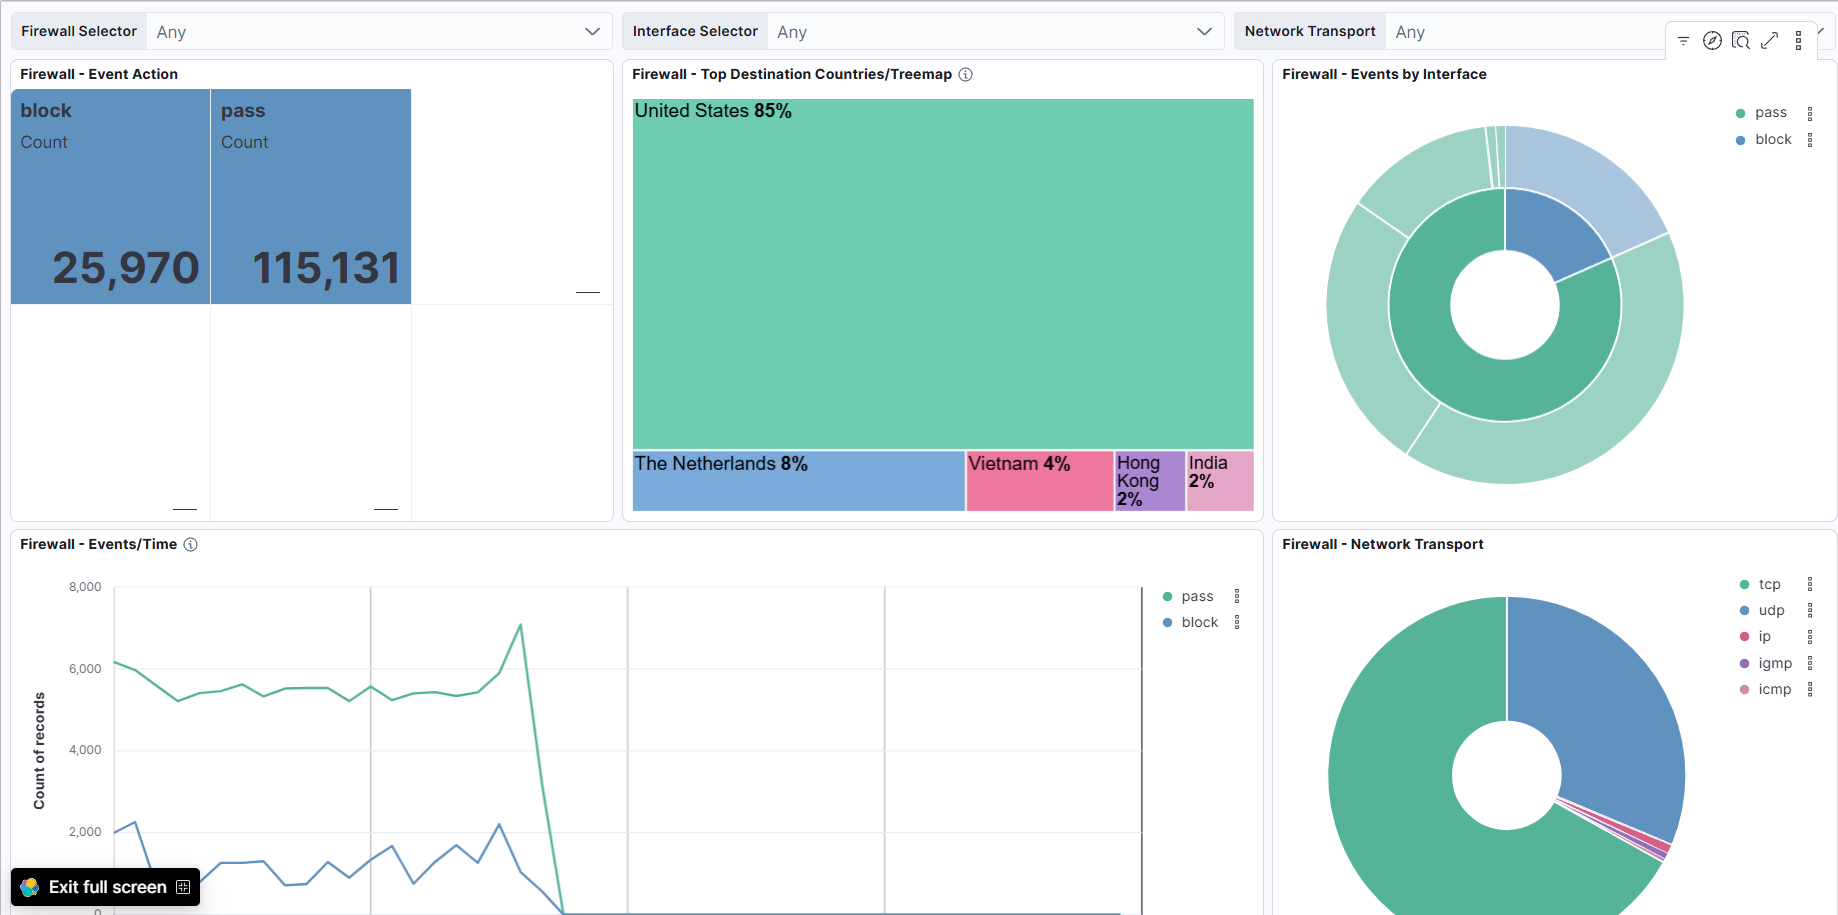 Firewall Selector
Any
Interface Selector
Any
Network Transport
Any
Firewall - Event Action
block
Count
25,970
pass
Count
115,131
Firewall - Top Destination Countries/Treemap
United States 85%
The Netherlands 8%
Vietnam 4%
Hong
Kong
2%
India
2%
Firewall - Events by Interface
pass
block
Firewall - Events/Time
Count of records
8,000
6,000
4,000
2,000
0
pass
block
Firewall - Network Transport
tcp
udp
ip
igmp
icmp
Exit full screen